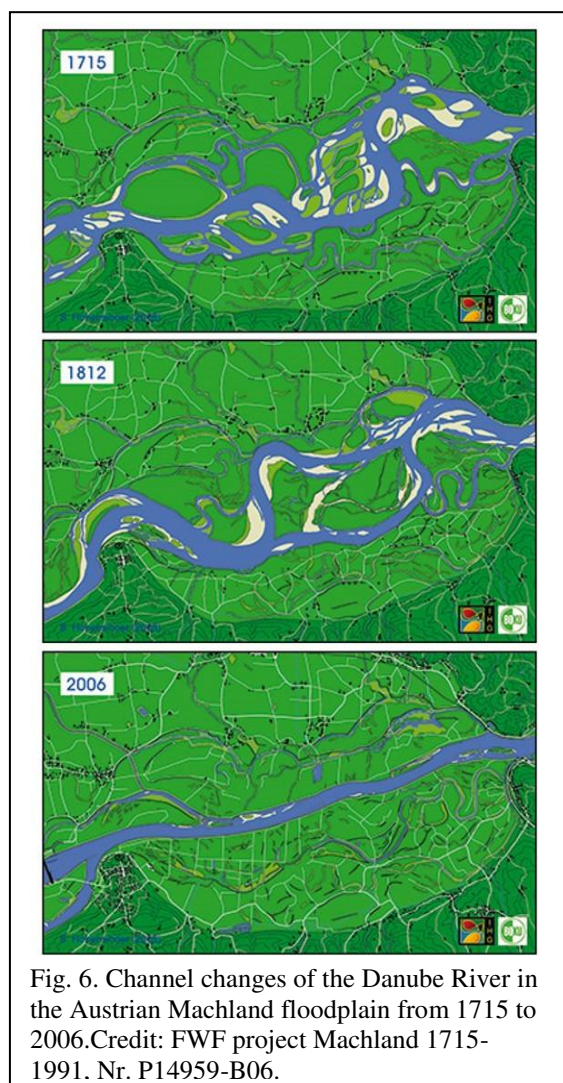 1715
1812
2006
Fig. 6. Channel changes of the Danube River in
the Austrian Machland floodplain from 1715 to
2006.Credit: FWF project Machland 1715-
1991, Nr. P14959-B06.